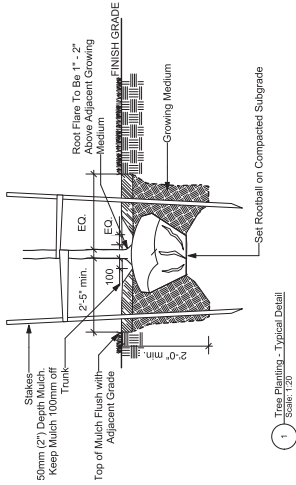 Stakes
50mm (2") Depth Mulch.
Keep Mulch 100mm off
Trunk
Top of Mulch Flush with
Adjacent Grade
2'-5" min.
EQ.
EQ.
100
2'-0" min.
Root Flare To Be 1" - 2"
Above Adjacent Growing
Medium
FINISH GRADE
Growing Medium
Set Rootball on Compacted Subgrade
1
Tree Planting - Typical Detail
Scale: 1:20